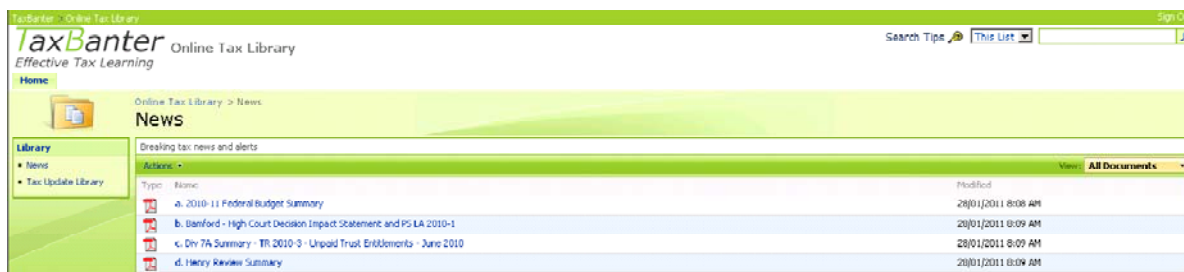 TaxBanter > Online Tax Library
Sign O
TaxBanter Online Tax Library
Effective Tax Learning
Search Tips This List
Home
Online Tax Library > News
News
Library
News
Tax Update Library
Breaking tax news and alerts
Actions
View: All Documents
Type Name Modified
a. 2010-11 Federal Budget Summary 28/01/2011 8:08 AM
b. Bamford - High Court Decision Impact Statement and PS LA 2010-1 28/01/2011 8:09 AM
c. Div 7A Summary - TR 2010-3 - Unpaid Trust Entitlements - June 2010 28/01/2011 8:09 AM
d. Henry Review Summary 28/01/2011 8:09 AM